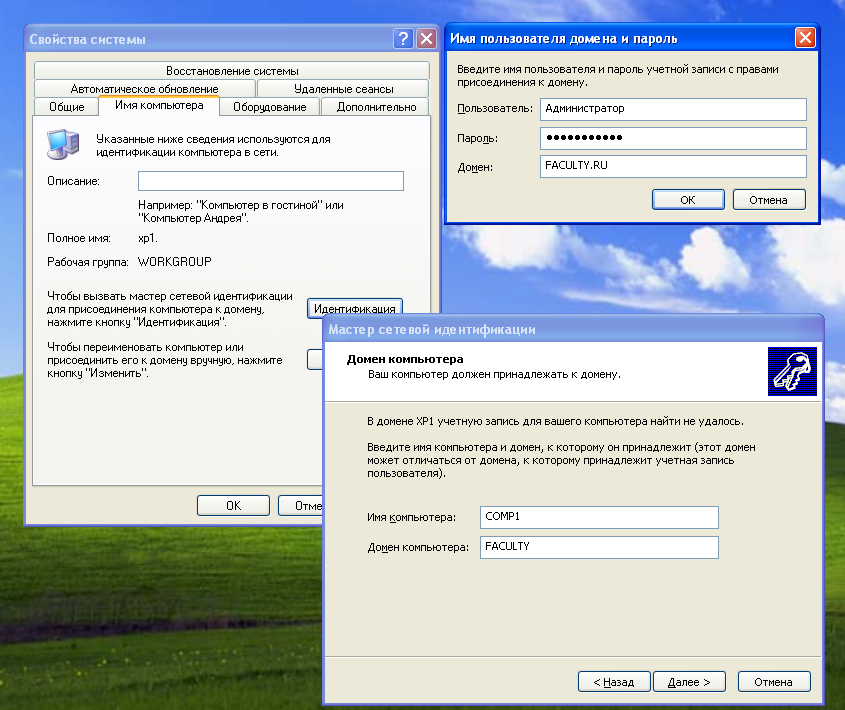 Свойства системы
Восстановление системы
Автоматическое обновление
Удаленные сеансы
Общие
Имя компьютера
Оборудование
Дополнительно
Указанные ниже сведения используются для
идентификации компьютера в сети.
Описание:
Например: "Компьютер в гостиной" или
"Компьютер Андрея".
Полное имя: xp1.
Рабочая группа: WORKGROUP
Чтобы вызвать мастер сетевой идентификации
для присоединения компьютера к домену,
нажмите кнопку "Идентификация".
Идентификация
Чтобы переименовать компьютер или
присоединить его к домену вручную, нажмите
кнопку "Изменить".
OK
Отме
Имя пользователя домена и пароль
Введите имя пользователя и пароль учетной записи с правами
присоединения к домену.
Пользователь: Администратор
Пароль: ●●●●●●●●●●●
Домен: FACULTY.RU
OK
Отмена
Мастер сетевой идентификации
Домен компьютера
Ваш компьютер должен принадлежать к домену.
В домене XP1 учетную запись для вашего компьютера найти не удалось.
Введите имя компьютера и домен, к которому он принадлежит (этот домен
может отличаться от домена, к которому принадлежит учетная запись
пользователя).
Имя компьютера: COMP1
Домен компьютера: FACULTY
< Назад
Далее >
Отмена